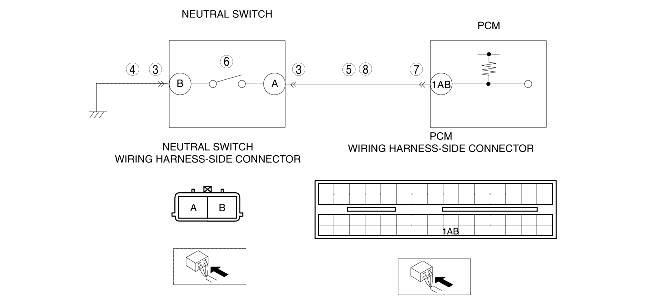 NEUTRAL SWITCH
PCM
4 3 B 6 A 3 5 8 7 1AB
NEUTRAL SWITCH
WIRING HARNESS-SIDE CONNECTOR
PCM
WIRING HARNESS-SIDE CONNECTOR
A B
1AB